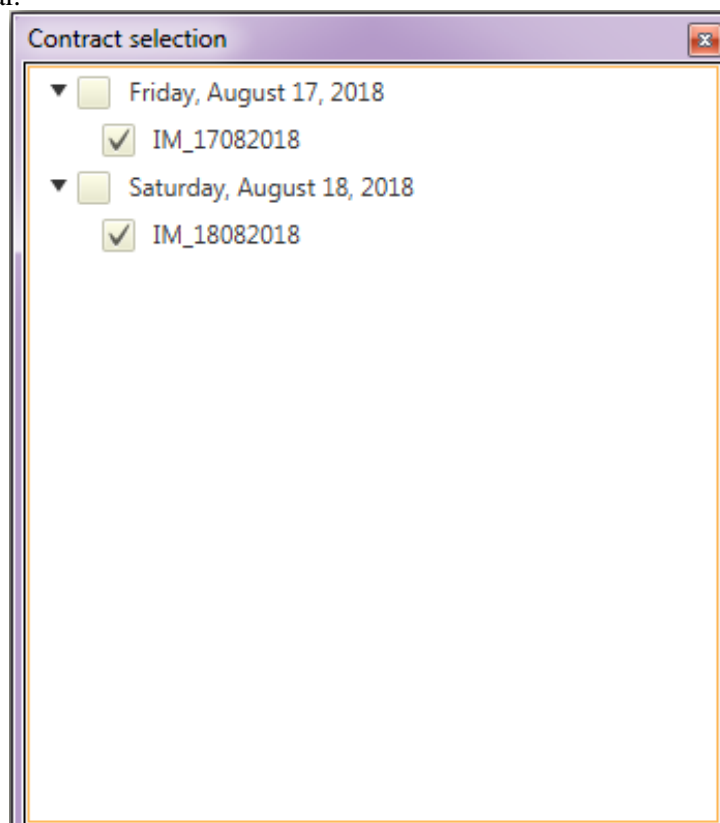 Contract selection
Friday, August 17, 2018
IM_17082018
Saturday, August 18, 2018
IM_18082018